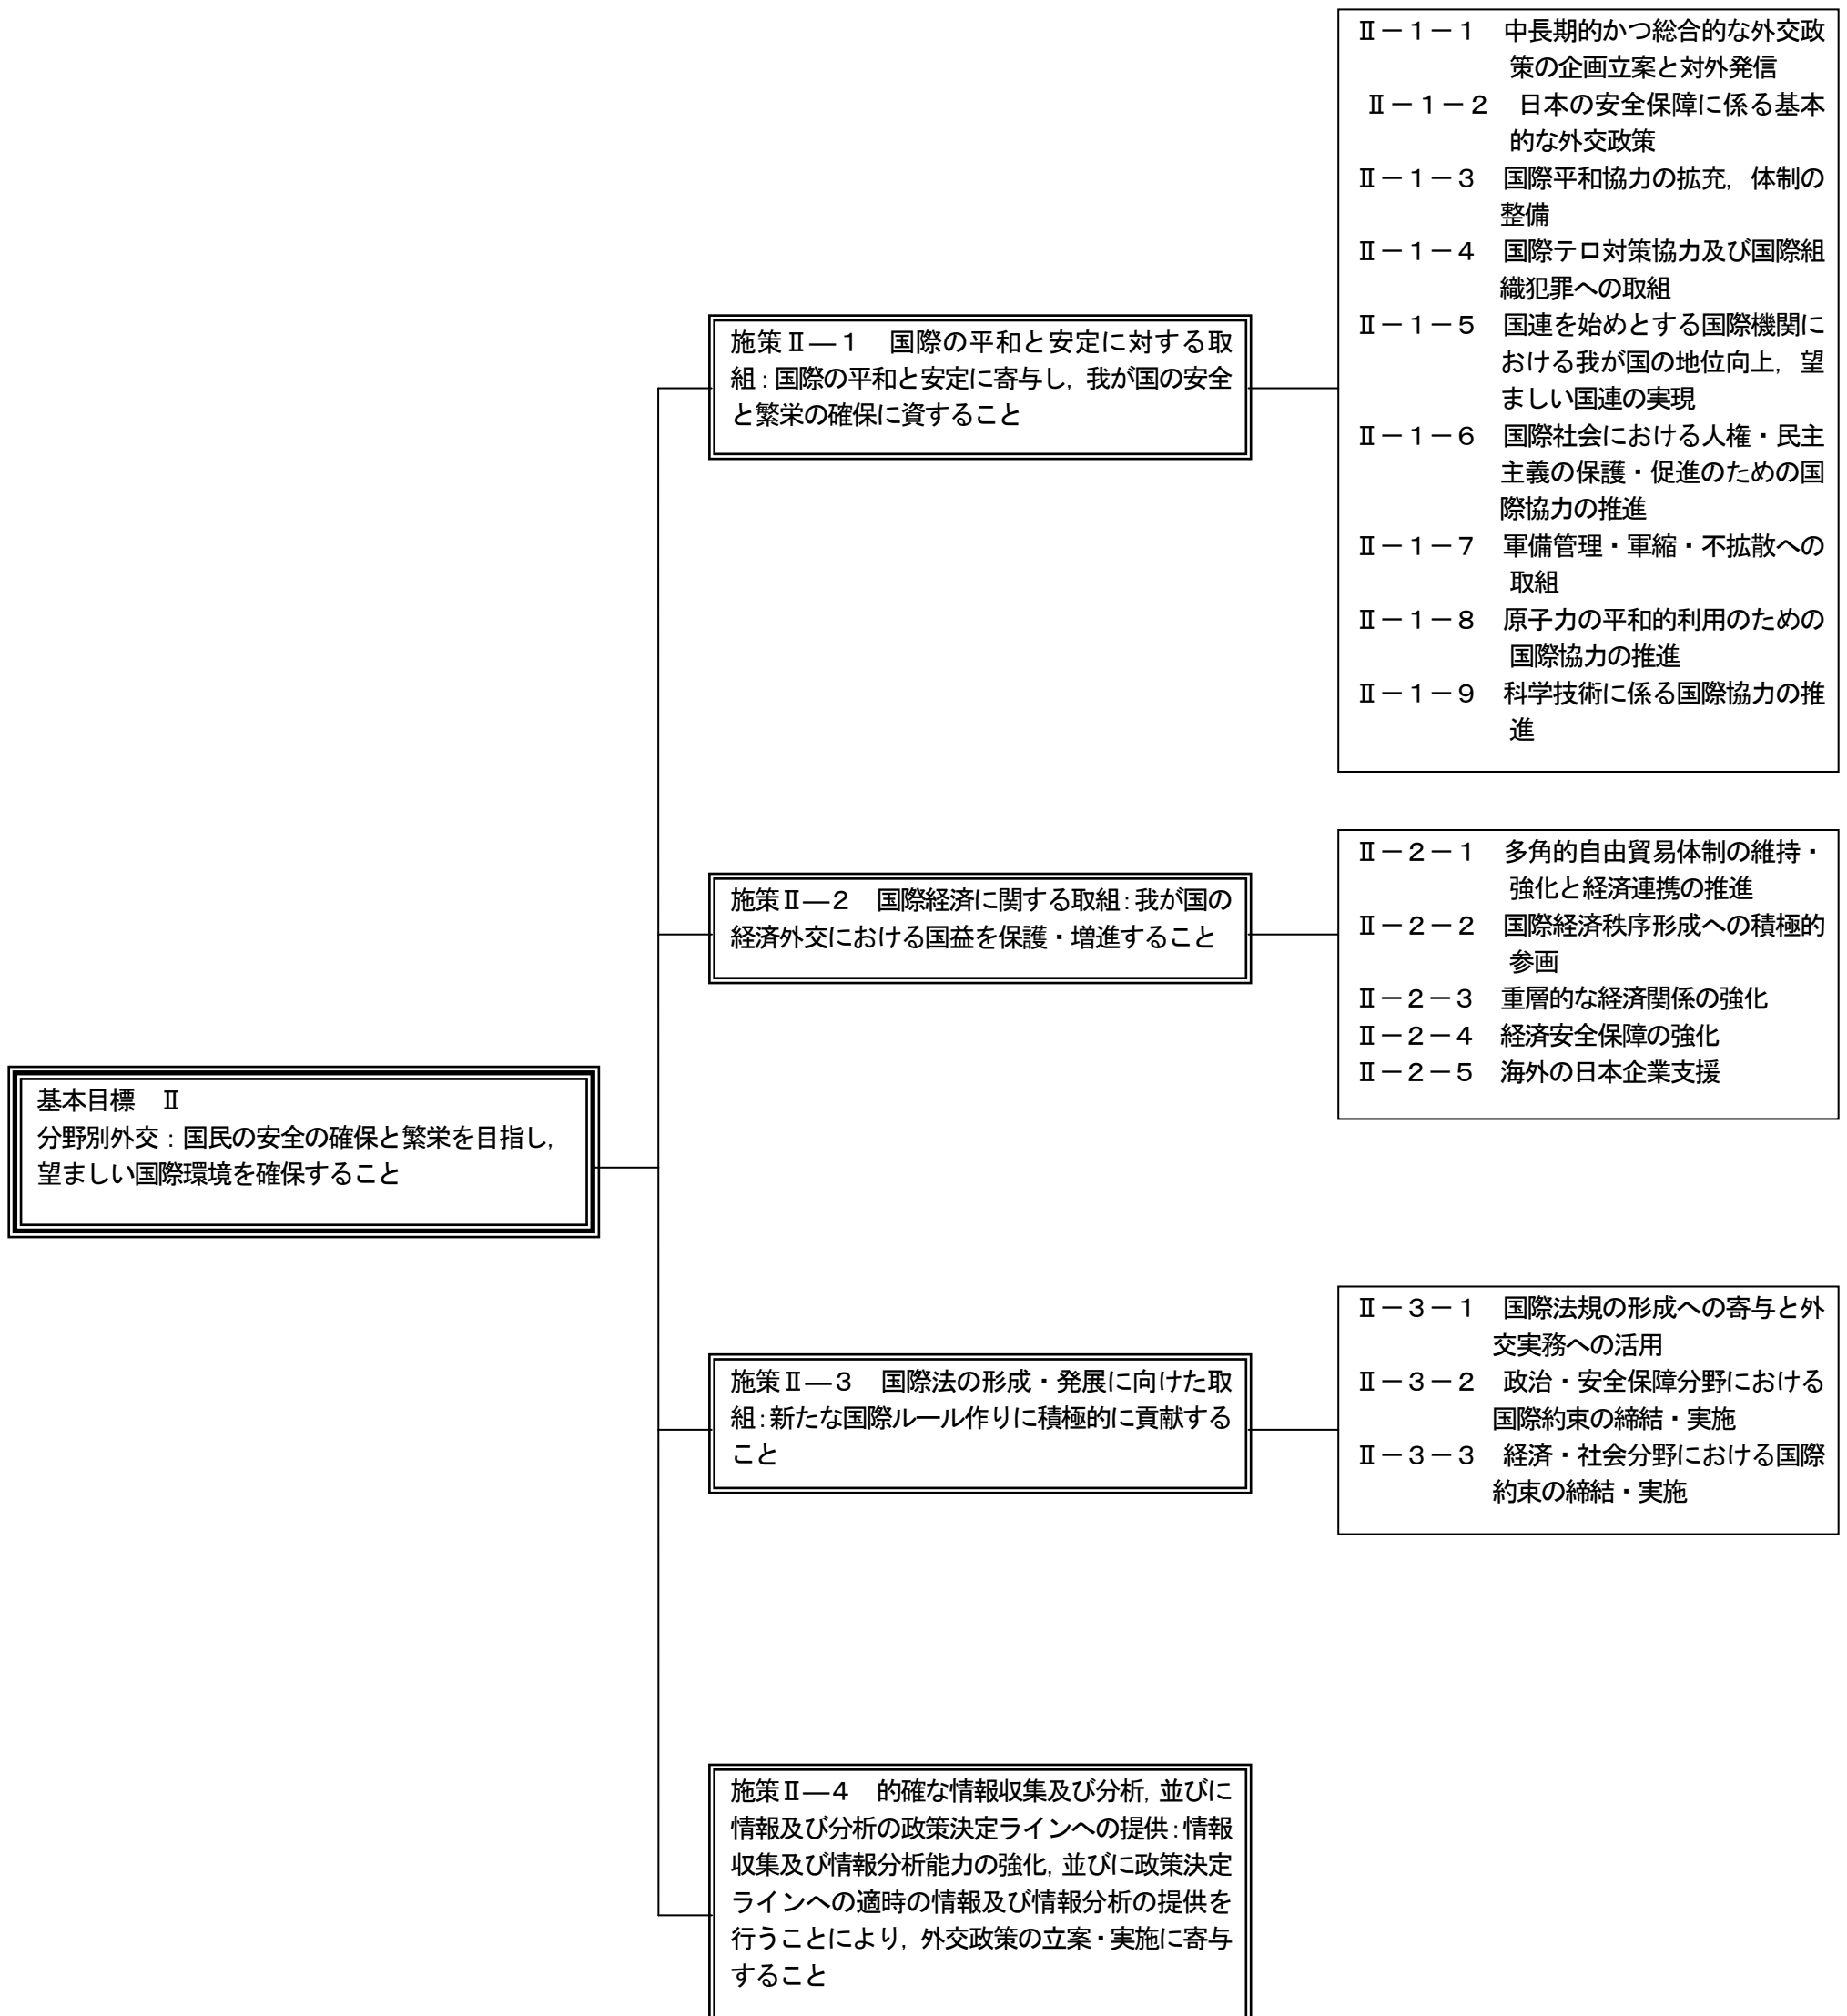 基本目標　Ⅱ
分野別外交：国民の安全の確保と繁栄を目指し，
望ましい国際環境を確保すること
施策Ⅱ―１　国際の平和と安定に対する取
組：国際の平和と安定に寄与し，我が国の安全
と繁栄の確保に資すること
Ⅱ－１－１　中長期的かつ総合的な外交政
策の企画立案と対外発信
Ⅱ－１－２　日本の安全保障に係る基本
的な外交政策
Ⅱ－１－３　国際平和協力の拡充，体制の
整備
Ⅱ－１－４　国際テロ対策協力及び国際組
織犯罪への取組
Ⅱ－１－５　国連を始めとする国際機関に
おける我が国の地位向上，望
ましい国連の実現
Ⅱ－１－６　国際社会における人権・民主
主義の保護・促進のための国
際協力の推進
Ⅱ－１－７　軍備管理・軍縮・不拡散への
取組
Ⅱ－１－８　原子力の平和的利用のための
国際協力の推進
Ⅱ－１－９　科学技術に係る国際協力の推
進
施策Ⅱ―２　国際経済に関する取組：我が国の
経済外交における国益を保護・増進すること
Ⅱ－２－１　多角的自由貿易体制の維持・
強化と経済連携の推進
Ⅱ－２－２　国際経済秩序形成への積極的
参画
Ⅱ－２－３　重層的な経済関係の強化
Ⅱ－２－４　経済安全保障の強化
Ⅱ－２－５　海外の日本企業支援
施策Ⅱ―３　国際法の形成・発展に向けた取
組：新たな国際ルール作りに積極的に貢献する
こと
Ⅱ－３－１　国際法規の形成への寄与と外
交実務への活用
Ⅱ－３－２　政治・安全保障分野における
国際約束の締結・実施
Ⅱ－３－３　経済・社会分野における国際
約束の締結・実施
施策Ⅱ―４　的確な情報収集及び分析，並びに
情報及び分析の政策決定ラインへの提供：情報
収集及び情報分析能力の強化，並びに政策決定
ラインへの適時の情報及び情報分析の提供を
行うことにより，外交政策の立案・実施に寄与
すること